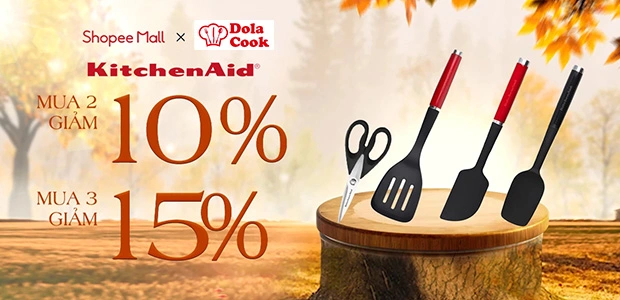 Shopee Mall × Dola Cook
KitchenAid®
MUA 2 GIẢM 10%
MUA 3 GIẢM 15%